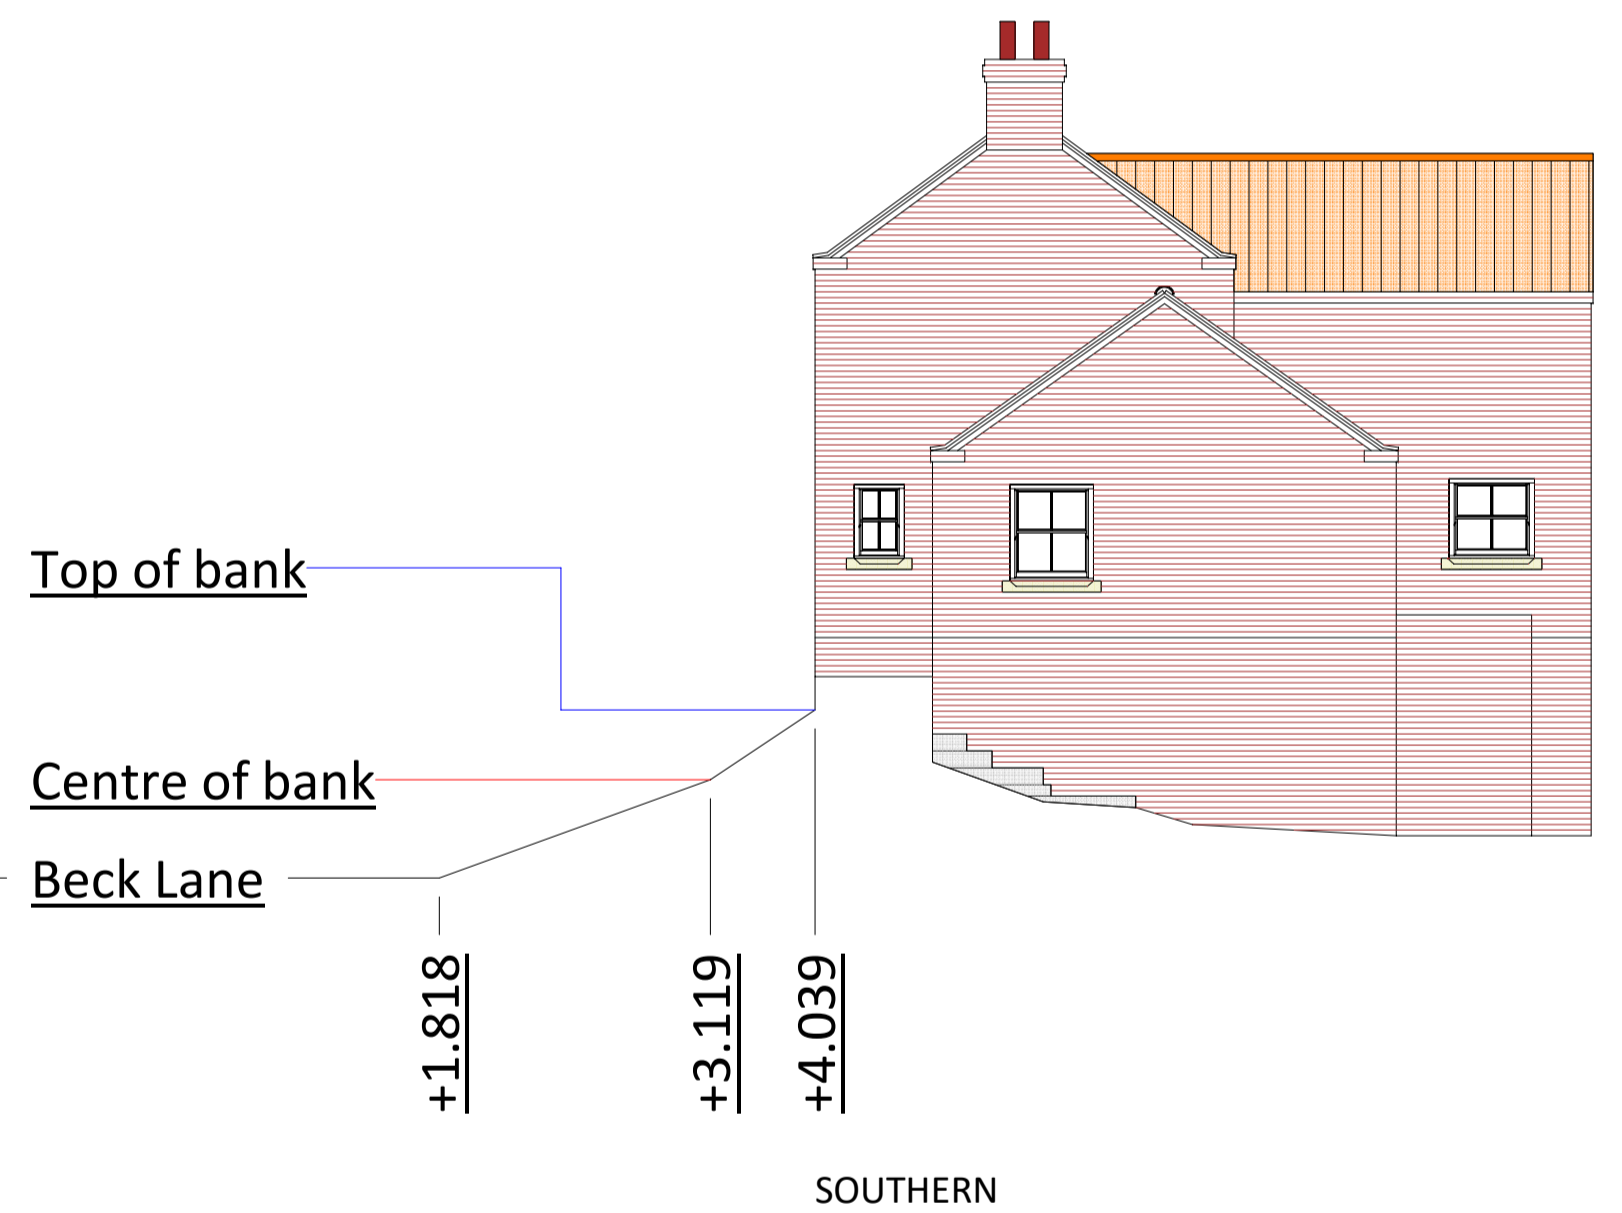 Top of bank
Centre of bank
Beck Lane
+1.818
+3.119
+4.039
SOUTHERN